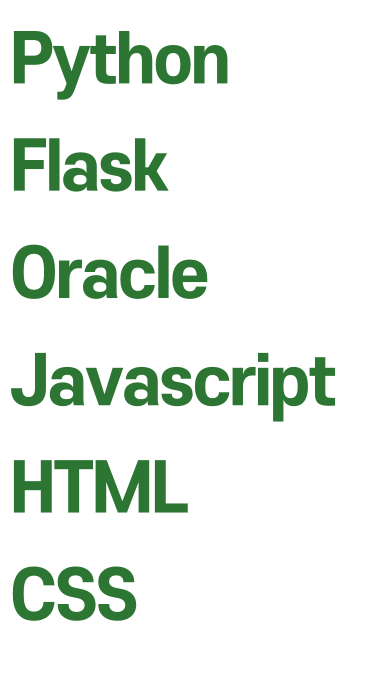 Python
Flask
Oracle
Javascript
HTML
CSS